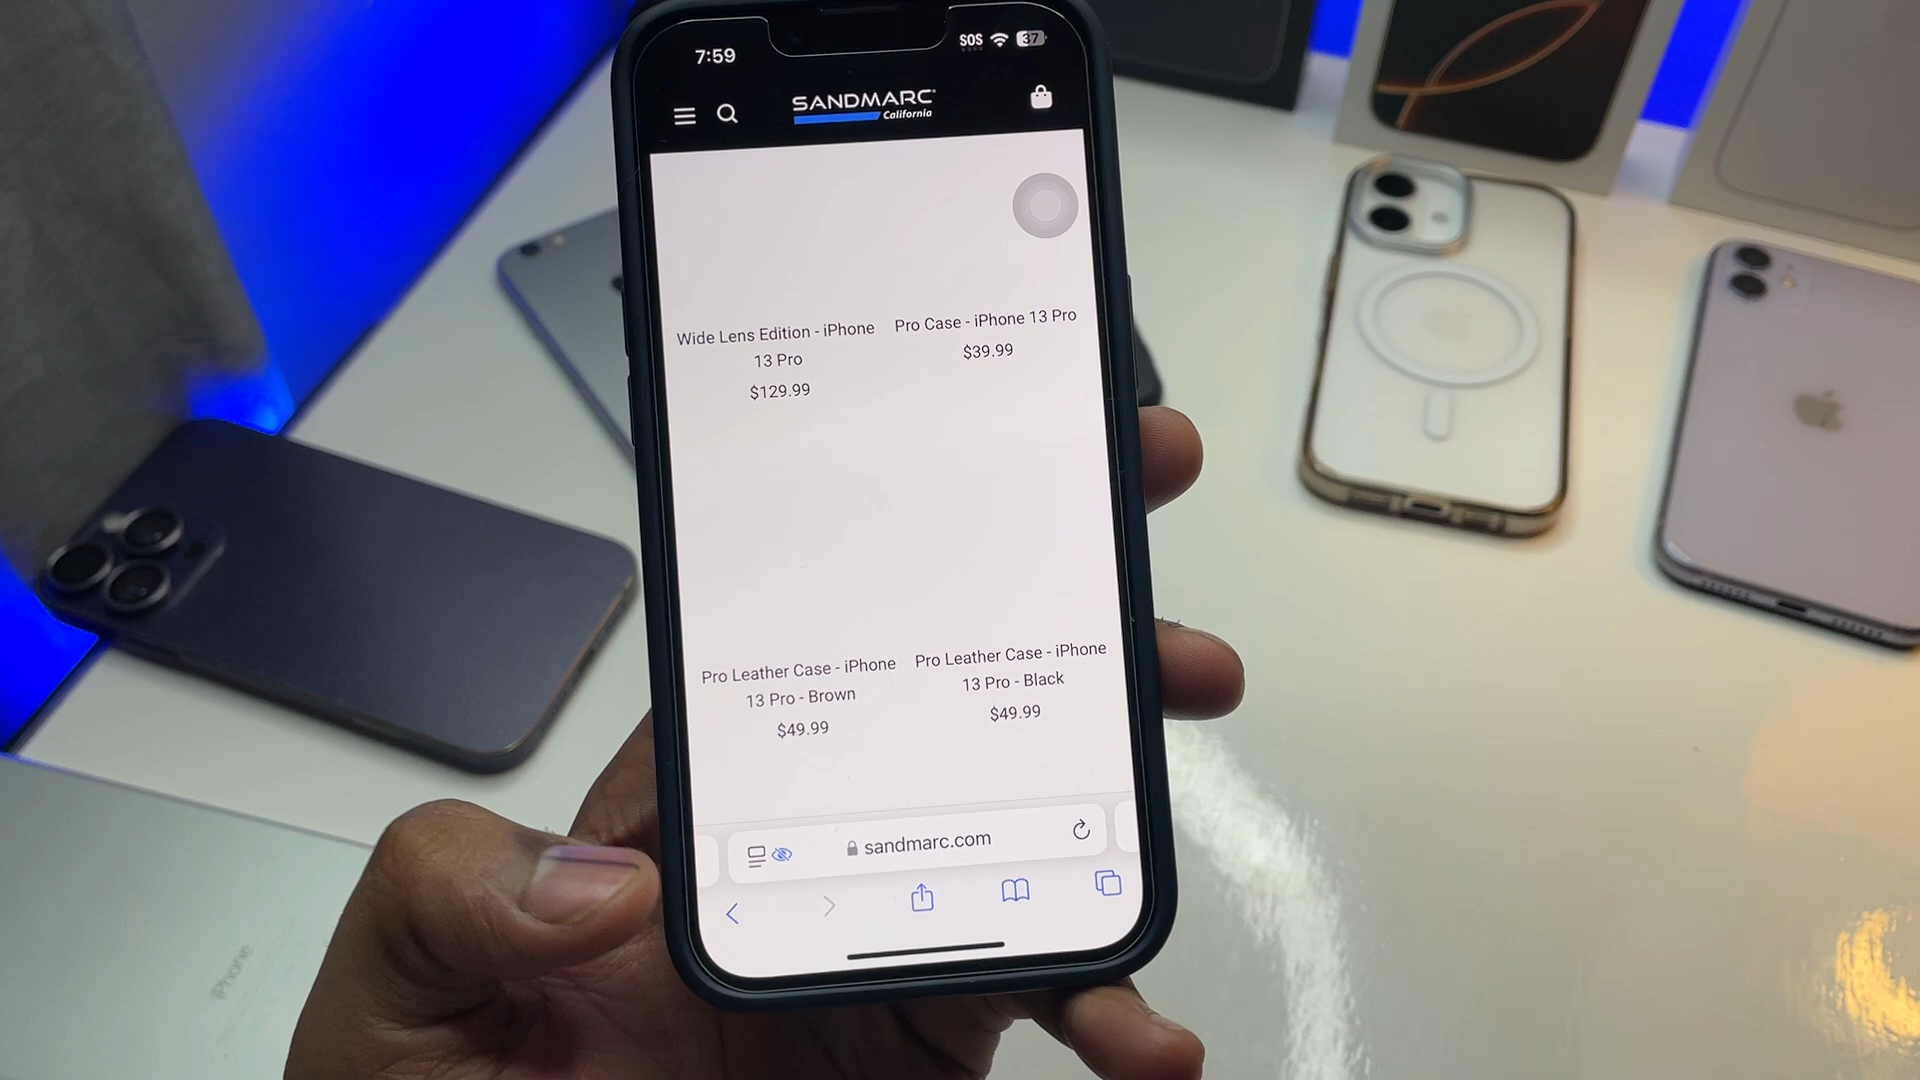 7:59
SOS
37
SANDMARC
California
Wide Lens Edition - iPhone
13 Pro
$129.99
Pro Case - iPhone 13 Pro
$39.99
Pro Leather Case - iPhone
13 Pro - Brown
$49.99
Pro Leather Case - iPhone
13 Pro - Black
$49.99
sandmarc.com
iPhone